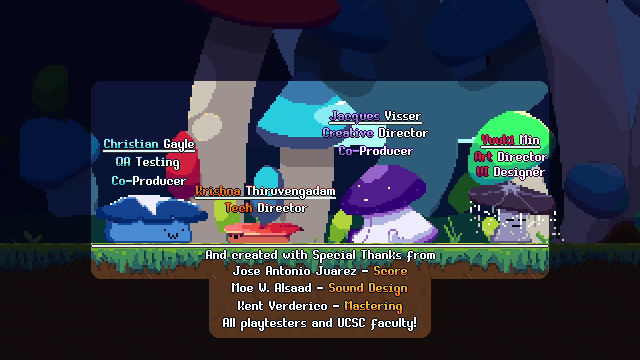 Christian Gayle
QA Testing
Co-Producer
Krishna Thiruvengadam
Tech Director
Jacques Visser
Creative Director
Co-Producer
Yuuki Min
Art Director
UI Designer
And created with Special Thanks from
Jose Antonio Juarez - Score
Moe W. Alsaad - Sound Design
Kent Verderico - Mastering
All playtesters and UCSC faculty!